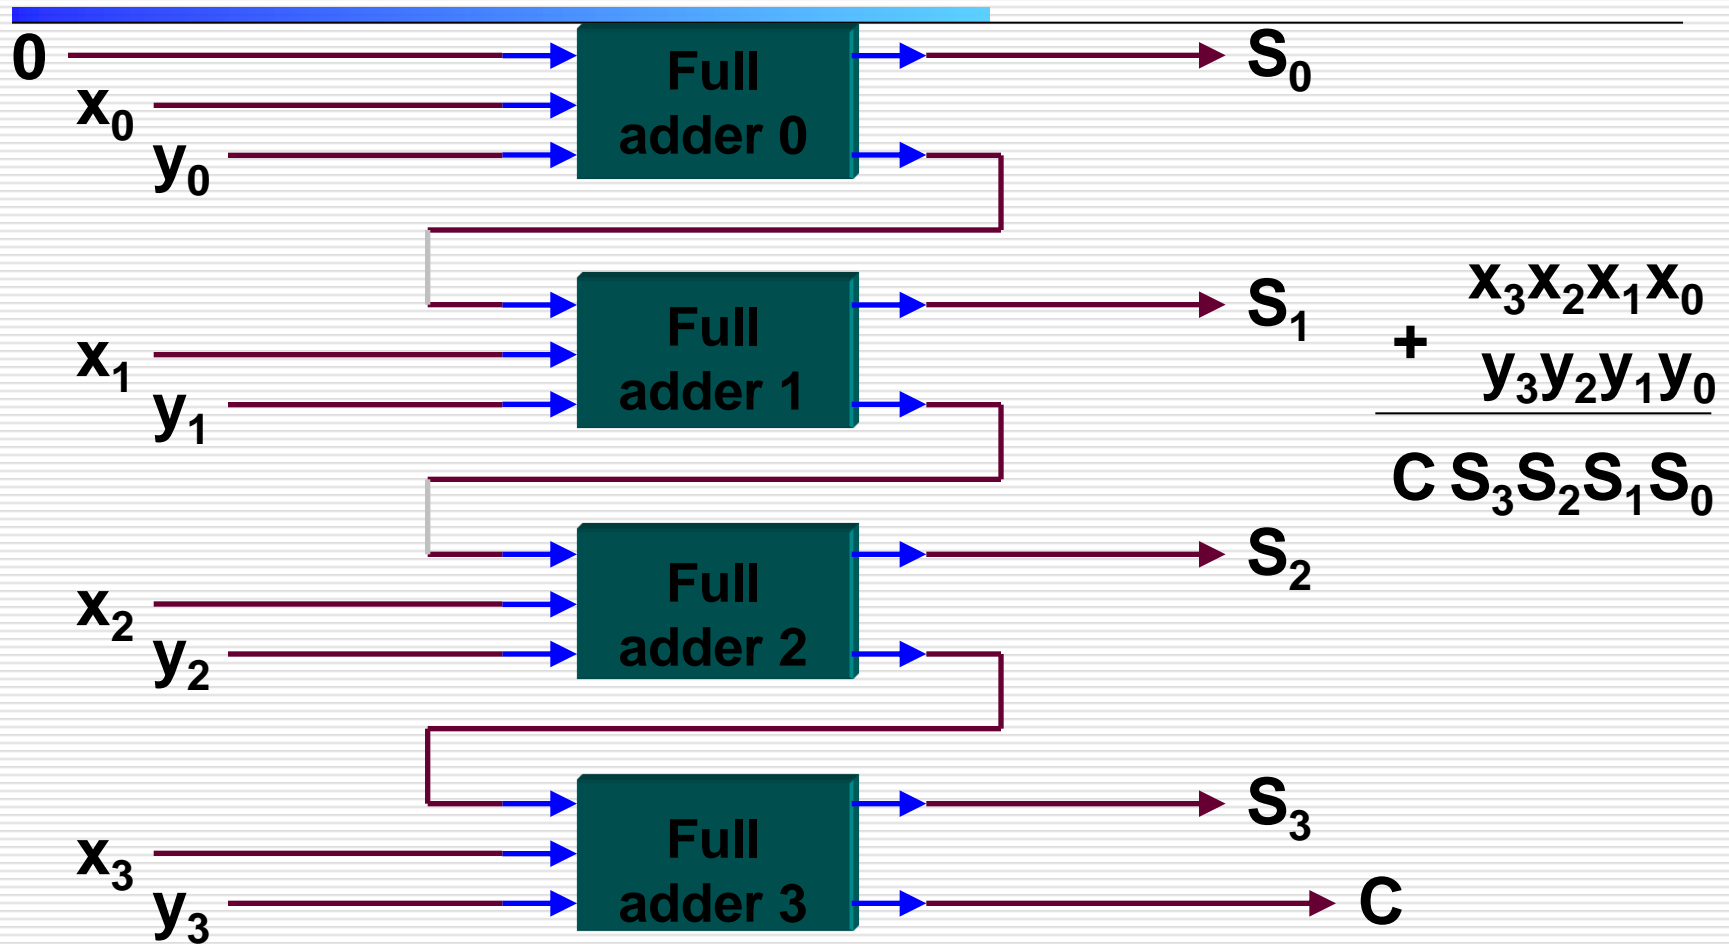 0
x₀
y₀
Full
adder 0
S₀
x₁
y₁
Full
adder 1
S₁
x₂
y₂
Full
adder 2
S₂
x₃
y₃
Full
adder 3
S₃
C
x₃x₂x₁x₀
+
y₃y₂y₁y₀
C S₃S₂S₁S₀